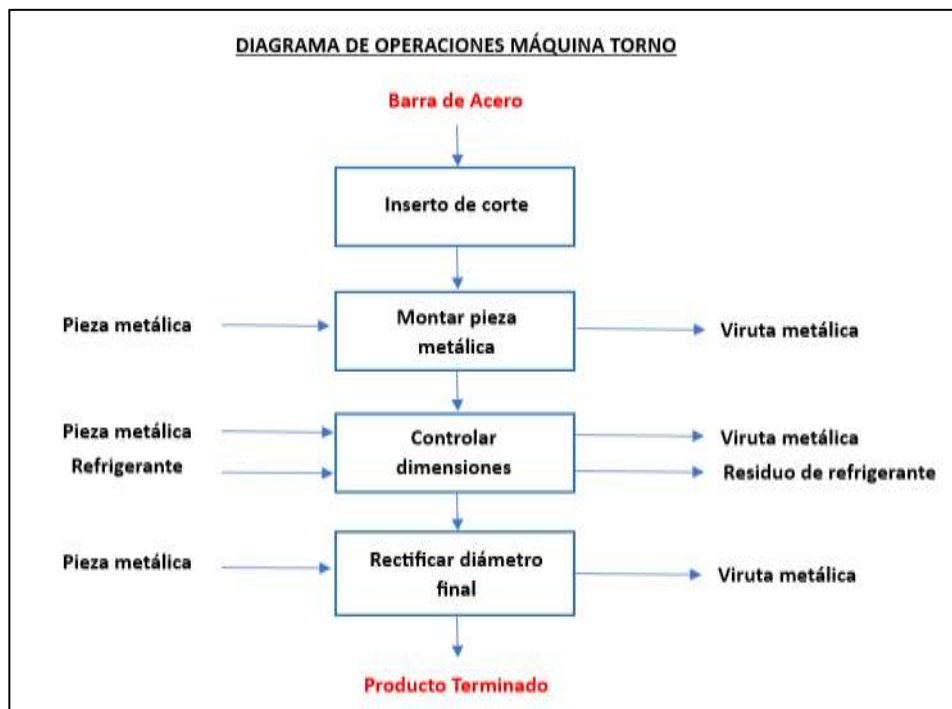 DIAGRAMA DE OPERACIONES MÁQUINA TORNO
Barra de Acero
Inserto de corte
Pieza metálica
Montar pieza
metálica
Viruta metálica
Pieza metálica
Refrigerante
Controlar
dimensiones
Viruta metálica
Residuo de refrigerante
Pieza metálica
Rectificar diámetro
final
Viruta metálica
Producto Terminado